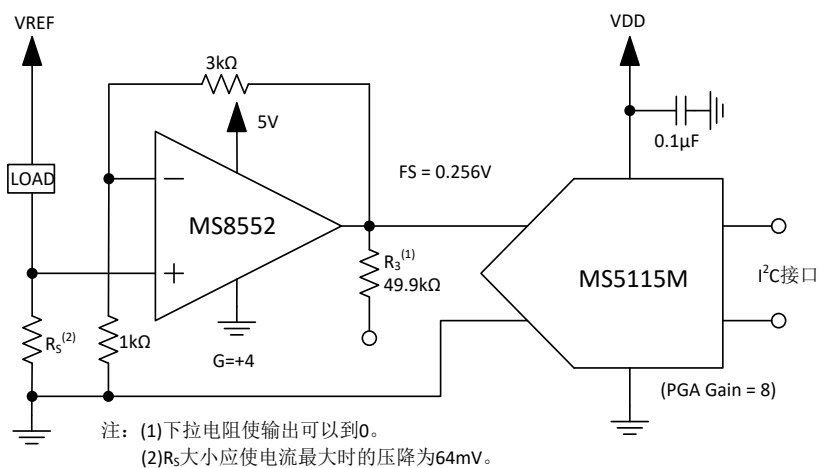 VREF
VDD
3kΩ
5V
0.1μF
LOAD
FS = 0.256V
MS8552
R3(1)
49.9kΩ
MS5115M
I2C接口
RS(2)
1kΩ
G=+4
(PGA Gain = 8)
注：(1)下拉电阻使输出可以到0。
(2)RS大小应使电流最大时的压降为64mV。